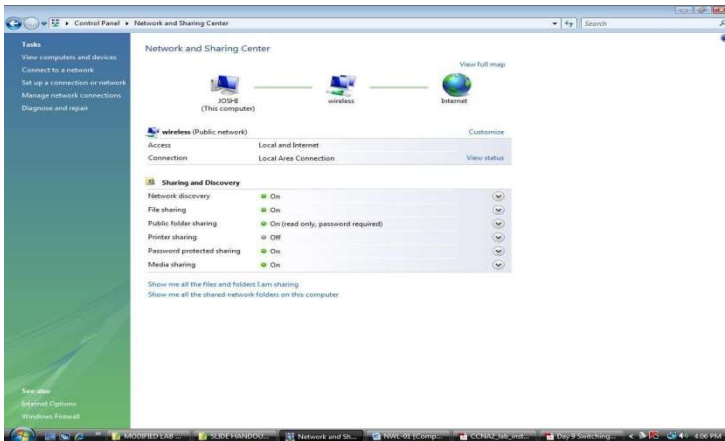 Control Panel ▸ Network and Sharing Center
Search
Tasks
View computers and devices
Connect to a network
Set up a connection or network
Manage network connections
Diagnose and repair
Network and Sharing Center
View full map
JOSHI
(This computer)
wireless
Internet
wireless (Public network)
Customize
Access Local and Internet
Connection Local Area Connection View status
Sharing and Discovery
Network discovery On
File sharing On
Public folder sharing On (read only, password required)
Printer sharing Off
Password protected sharing On
Media sharing On
Show me all the files and folders I am sharing
Show me all the shared network folders on this computer
See also
Internet Options
Windows Firewall
MODIFIED LAB ... SLIDE HANDOU... Network and Sh... NWL-01 (Comp... CCNA2_lab_inst... Day 9 Switching... 4:06 PM